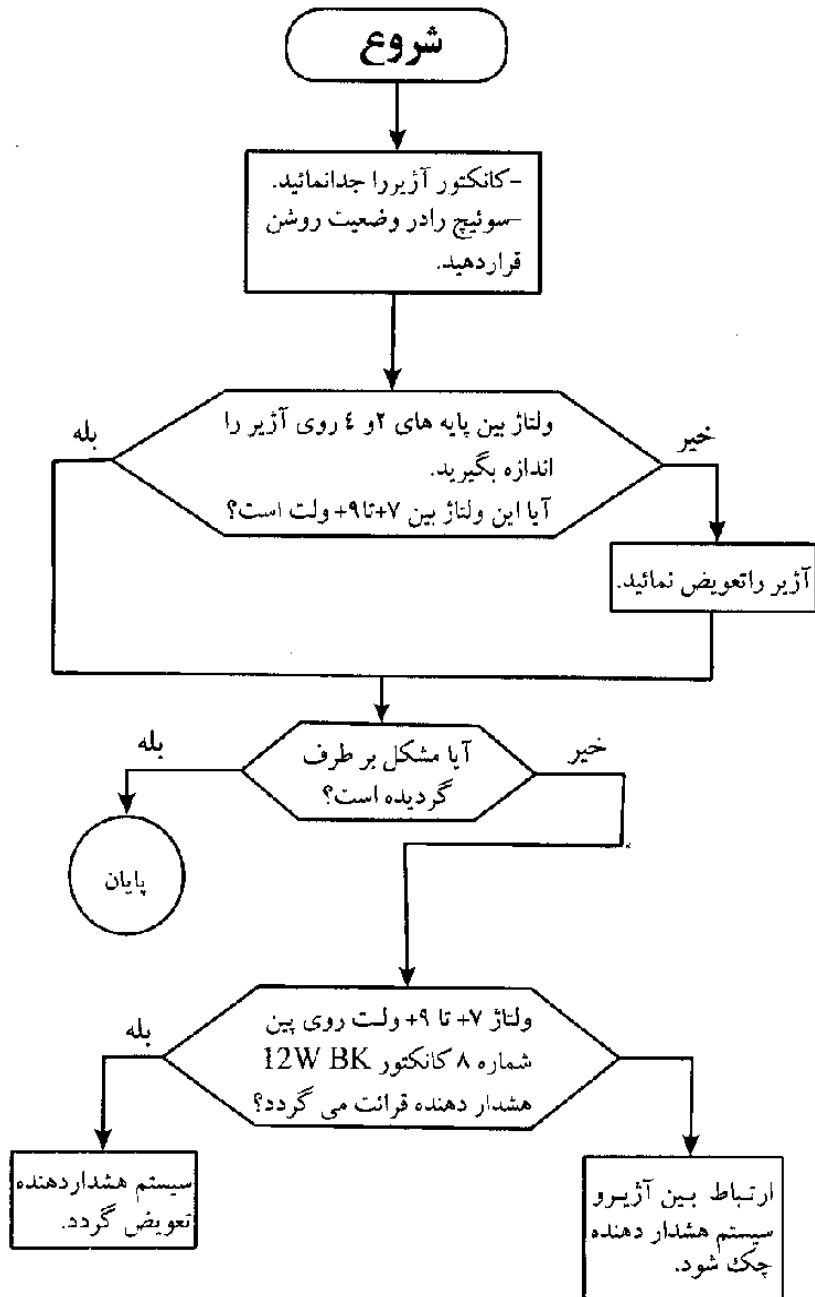 شروع
-کانکتور آژیررا جدانمائید.
-سوئیچ رادر وضعیت روشن
قراردهید.
ولتاژ بین پایه های ۲و ٤ روی آژیر را
اندازه بگیرید.
آیا این ولتاژ بین ۷+تا۹+ ولت است؟
خیر
بله
آژیر راتعویض نمائید.
آیا مشکل بر طرف
گردیده است؟
خیر
بله
پایان
ولتاژ ۷+ تا ۹+ ولت روی پین
شماره ۸ کانکتور 12W BK
هشدار دهنده قرائت می گردد؟
بله
ارتباط بین آژیرو
سیستم هشدار دهنده
چک شود.
سیستم هشداردهنده
تعویض گردد.